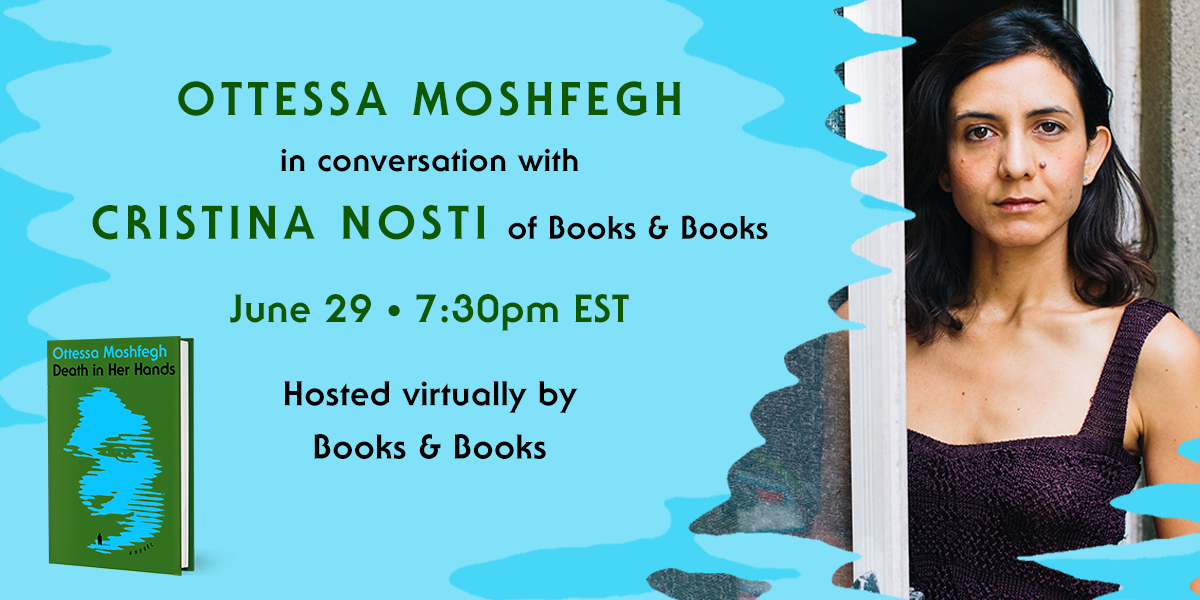 OTTESSA MOSHFEGH
in conversation with
CRISTINA NOSTI of Books & Books
June 29 • 7:30pm EST
Hosted virtually by
Books & Books
Ottessa Moshfegh
Death in Her Hands
a novel